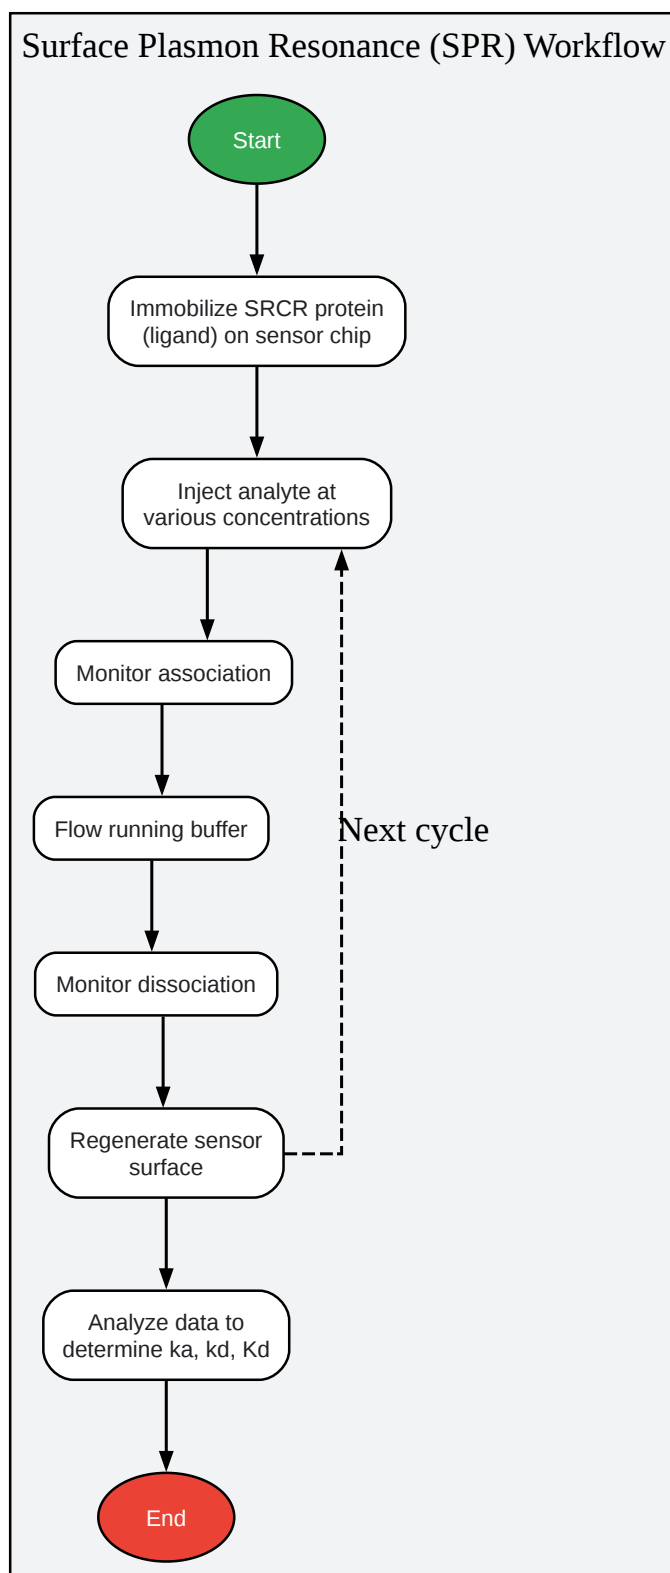 Surface Plasmon Resonance (SPR) Workflow
Start
Immobilize SRCR protein
(ligand) on sensor chip
Inject analyte at
various concentrations
Monitor association
Flow running buffer
Next cycle
Monitor dissociation
Regenerate sensor
surface
Analyze data to
determine ka, kd, Kd
End